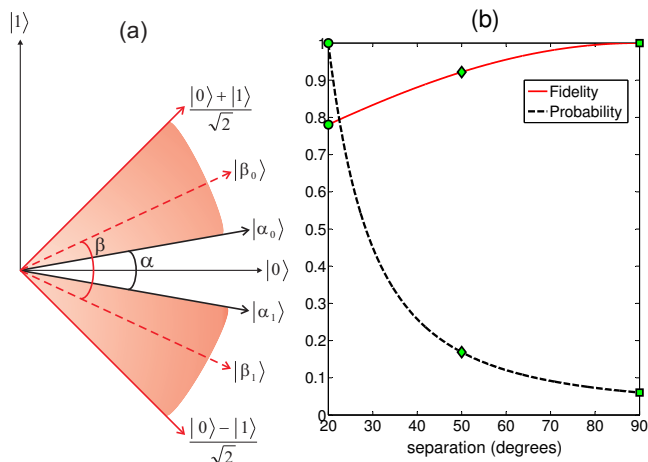 (a)
|1⟩
|0⟩+|1⟩
√2
|β₀⟩
|α₀⟩
β
α
|0⟩
|α₁⟩
|β₁⟩
|0⟩−|1⟩
√2
(b)
1
0.9
0.8
0.7
0.6
0.5
0.4
0.3
0.2
0.1
0
Fidelity
Probability
20 30 40 50 60 70 80 90
separation (degrees)